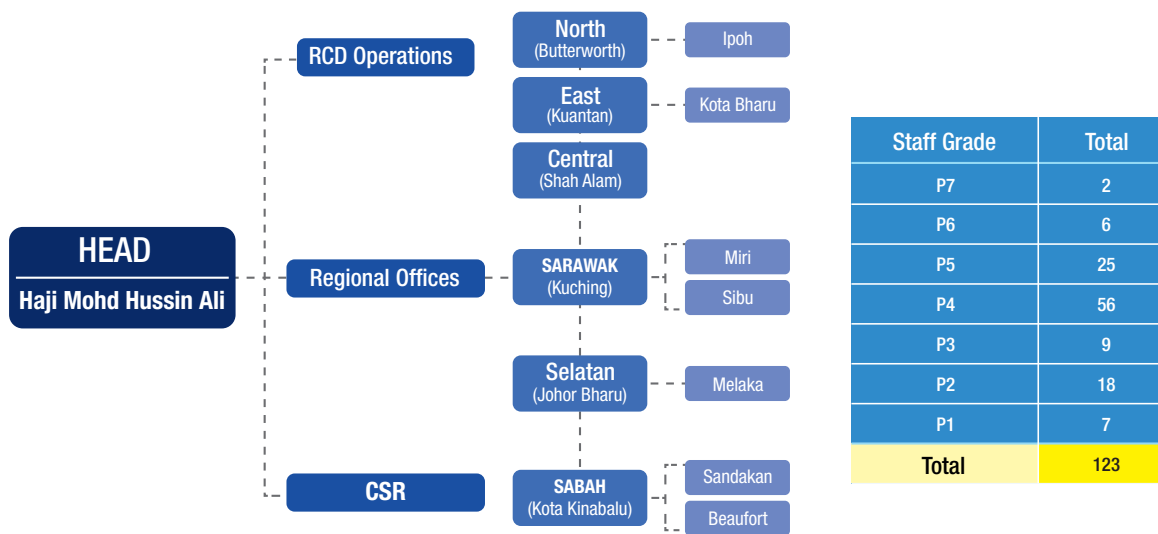 HEAD
Haji Mohd Hussin Ali
RCD Operations
Regional Offices
CSR
North
(Butterworth)
Ipoh
East
(Kuantan)
Kota Bharu
Central
(Shah Alam)
SARAWAK
(Kuching)
Miri
Sibu
Selatan
(Johor Bharu)
Melaka
SABAH
(Kota Kinabalu)
Sandakan
Beaufort
Staff Grade Total
P7 2
P6 6
P5 25
P4 56
P3 9
P2 18
P1 7
Total 123